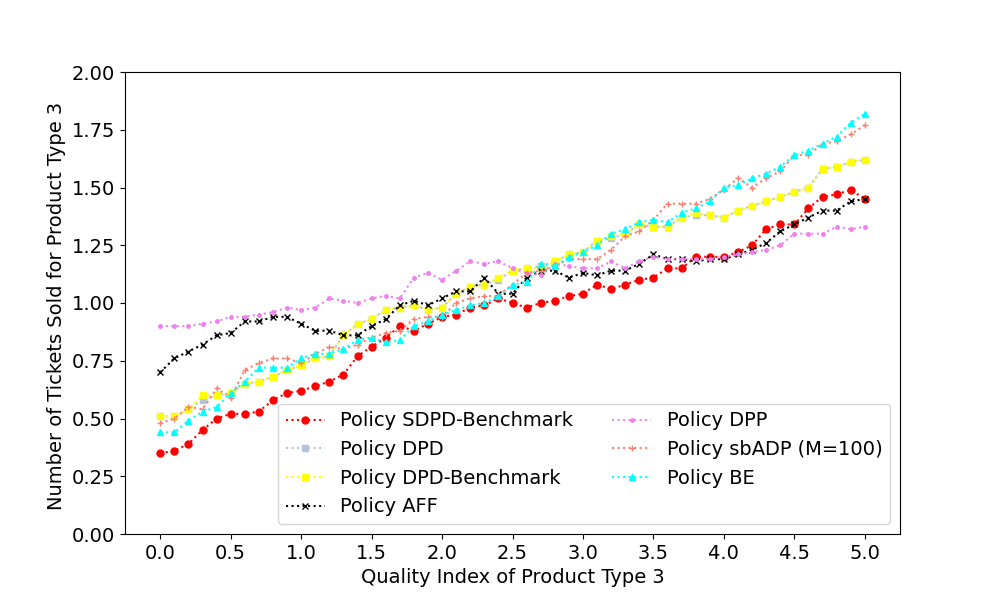 2.00
1.75
1.50
1.25
1.00
0.75
0.50
0.25
0.00
Number of Tickets Sold for Product Type 3
Policy SDPD-Benchmark
Policy DPD
Policy DPD-Benchmark
Policy AFF
Policy DPP
Policy sbADP (M=100)
Policy BE
0.0 0.5 1.0 1.5 2.0 2.5 3.0 3.5 4.0 4.5 5.0
Quality Index of Product Type 3